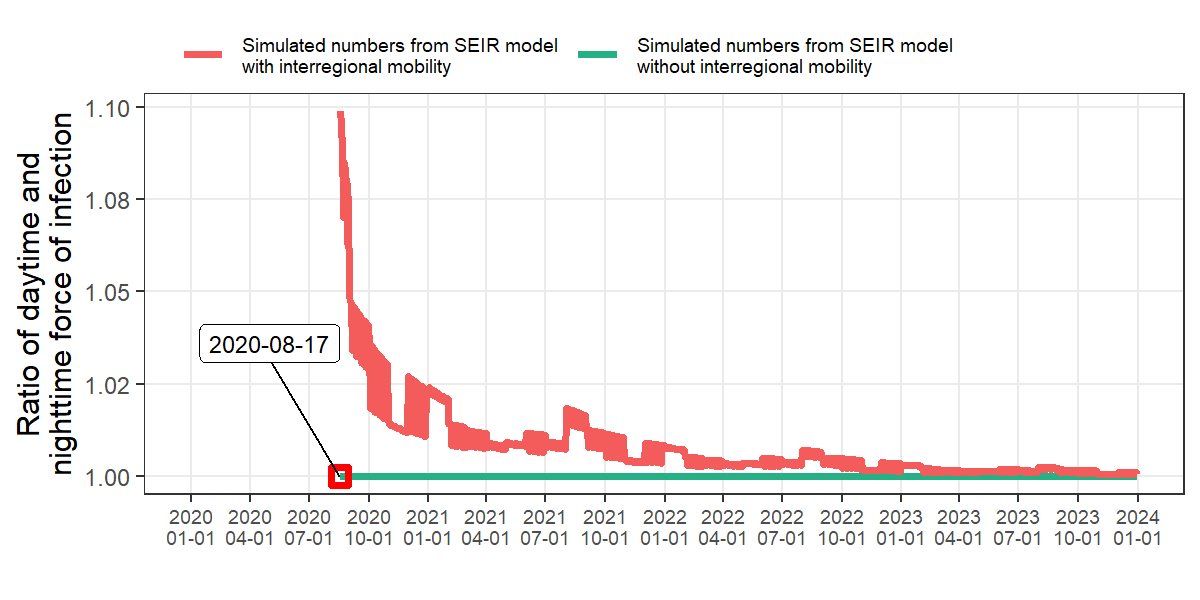 Simulated numbers from SEIR model
with interregional mobility
Simulated numbers from SEIR model
without interregional mobility
Ratio of daytime and
nighttime force of infection
1.10
1.08
1.05
1.02
1.00
2020-08-17
2020 2020 2020 2020 2021 2021 2021 2021 2022 2022 2022 2022 2023 2023 2023 2023 2024
01-01 04-01 07-01 10-01 01-01 04-01 07-01 10-01 01-01 04-01 07-01 10-01 01-01 04-01 07-01 10-01 01-01